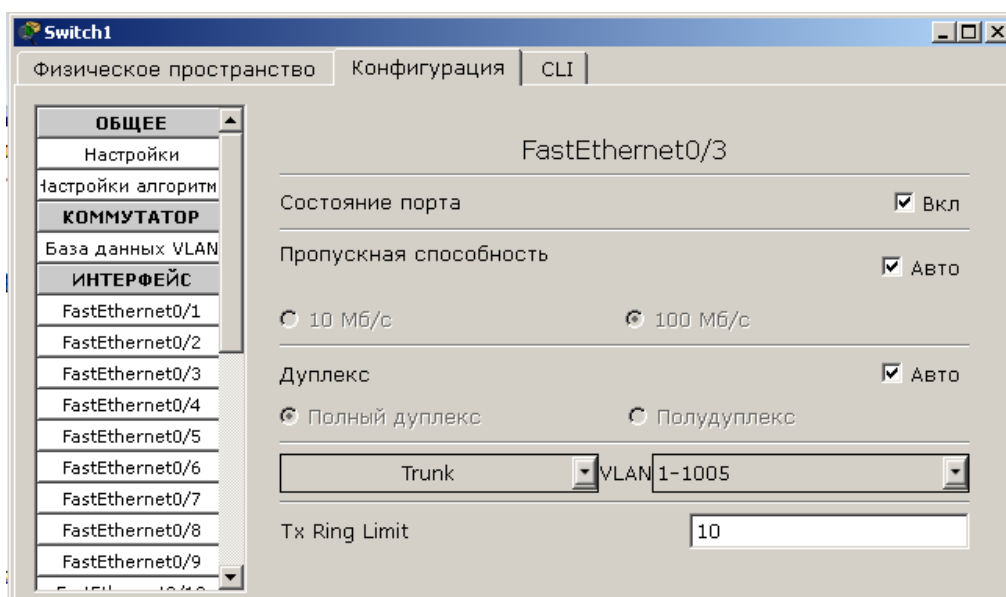 Switch1
Физическое пространство Конфигурация CLI
ОБЩЕЕ
Настройки
Настройки алгоритм
КОММУТАТОР
База данных VLAN
ИНТЕРФЕЙС
FastEthernet0/1
FastEthernet0/2
FastEthernet0/3
FastEthernet0/4
FastEthernet0/5
FastEthernet0/6
FastEthernet0/7
FastEthernet0/8
FastEthernet0/9
FastEthernet0/3
Состояние порта Вкл
Пропускная способность Авто
10 Мб/с 100 Мб/с
Дуплекс Авто
Полный дуплекс Полудуплекс
Trunk VLAN 1-1005
Tx Ring Limit 10